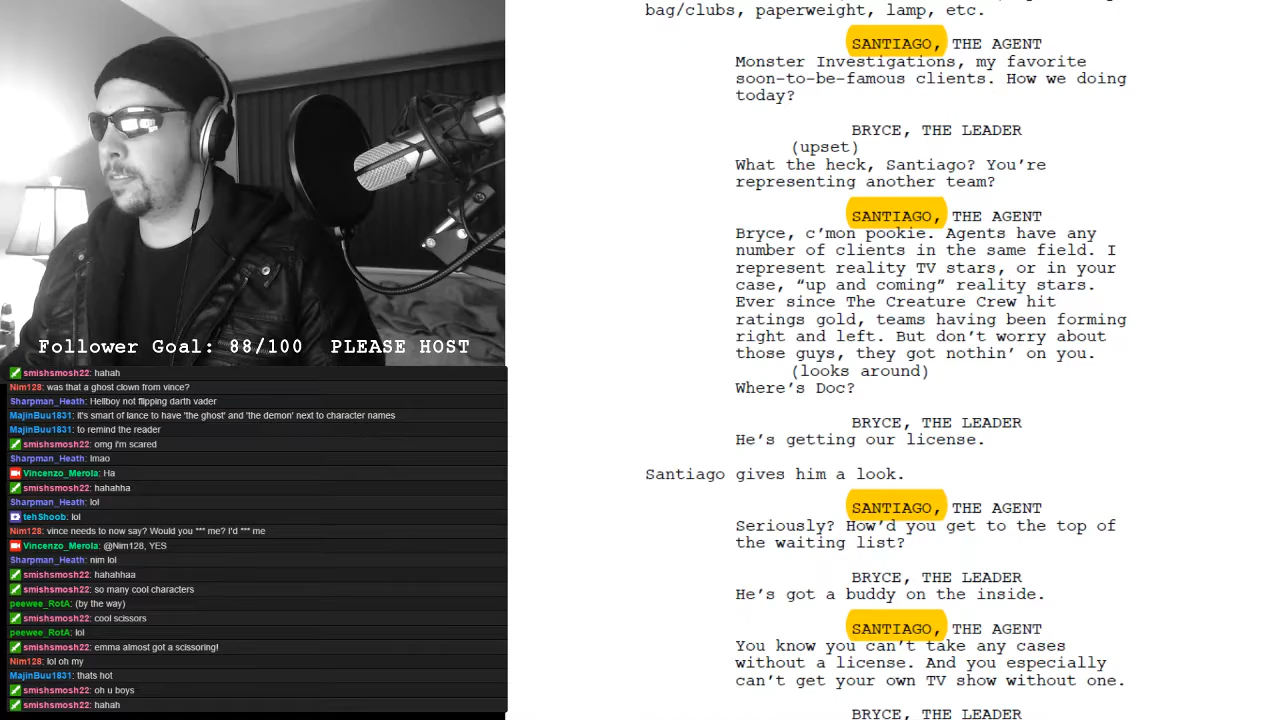 bag/clubs, paperweight, lamp, etc.
SANTIAGO, THE AGENT
Monster Investigations, my favorite
soon-to-be-famous clients. How we doing
today?
BRYCE, THE LEADER
(upset)
What the heck, Santiago? You're
representing another team?
SANTIAGO, THE AGENT
Bryce, c'mon pookie. Agents have any
number of clients in the same field. I
represent reality TV stars, or in your
case, “up and coming” reality stars.
Ever since The Creature Crew hit
ratings gold, teams having been forming
right and left. But don't worry about
those guys, they got nothin' on you.
(looks around)
Where's Doc?
BRYCE, THE LEADER
He's getting our license.
Santiago gives him a look.
SANTIAGO, THE AGENT
Seriously? How'd you get to the top of
the waiting list?
BRYCE, THE LEADER
He's got a buddy on the inside.
SANTIAGO, THE AGENT
You know you can't take any cases
without a license. And you especially
can't get your own TV show without one.
BRYCE, THE LEADER
Follower Goal: 88/100 PLEASE HOST
smishsmosh22: hahah
Nim128: was that a ghost clown from vince?
Sharpman_Heath: Hellboy not flipping darth vader
MajinBuu1831: it's smart of lance to have 'the ghost' and 'the demon' next to character names
MajinBuu1831: to remind the reader
smishsmosh22: omg i'm scared
Sharpman_Heath: lmao
Vincenzo_Merola: Ha
smishsmosh22: hahahha
Sharpman_Heath: lol
tehShoob: lol
Nim128: vince needs to now say? Would you *** me? I'd *** me
Vincenzo_Merola: @Nim128, YES
Sharpman_Heath: nim lol
smishsmosh22: hahahhaa
smishsmosh22: so many cool characters
peewee_RotA: (by the way)
smishsmosh22: cool scissors
peewee_RotA: lol
smishsmosh22: emma almost got a scissoring!
Nim128: lol oh my
MajinBuu1831: thats hot
smishsmosh22: oh u boys
smishsmosh22: hahah